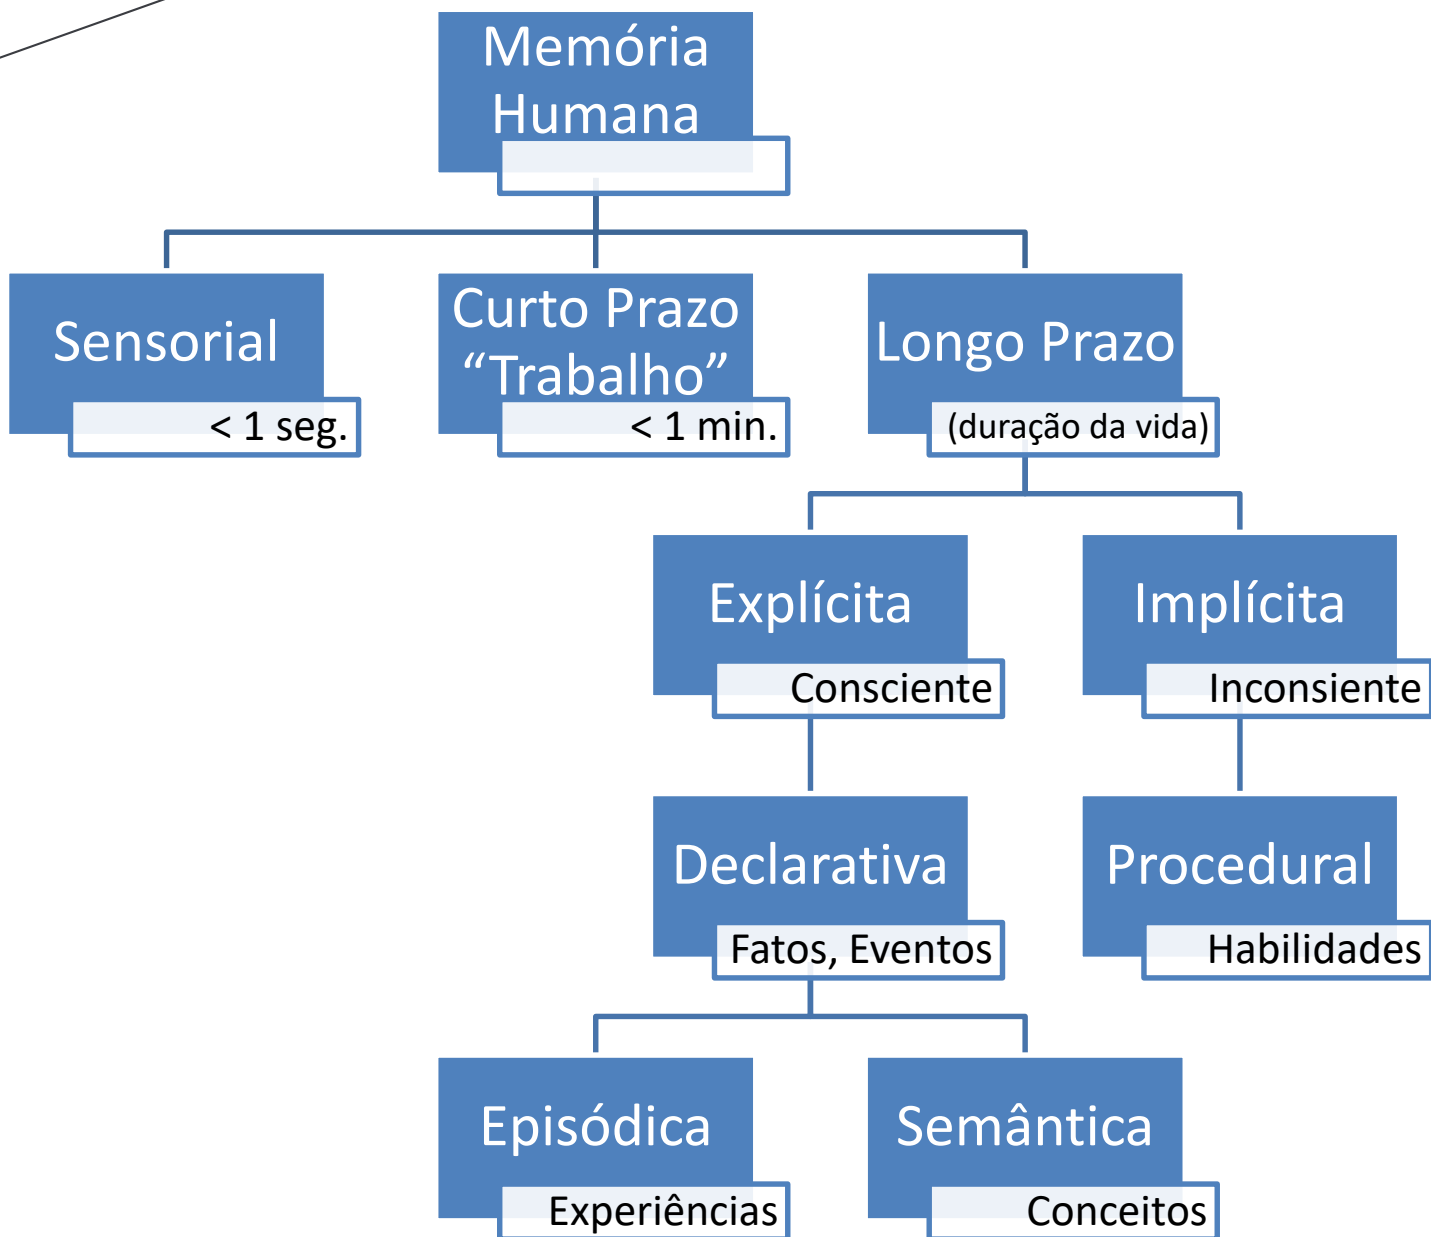 Memória
Humana
Sensorial
< 1 seg.
Curto Prazo
“Trabalho”
< 1 min.
Longo Prazo
(duração da vida)
Explícita
Consciente
Implícita
Inconsiente
Declarativa
Fatos, Eventos
Procedural
Habilidades
Episódica
Experiências
Semântica
Conceitos